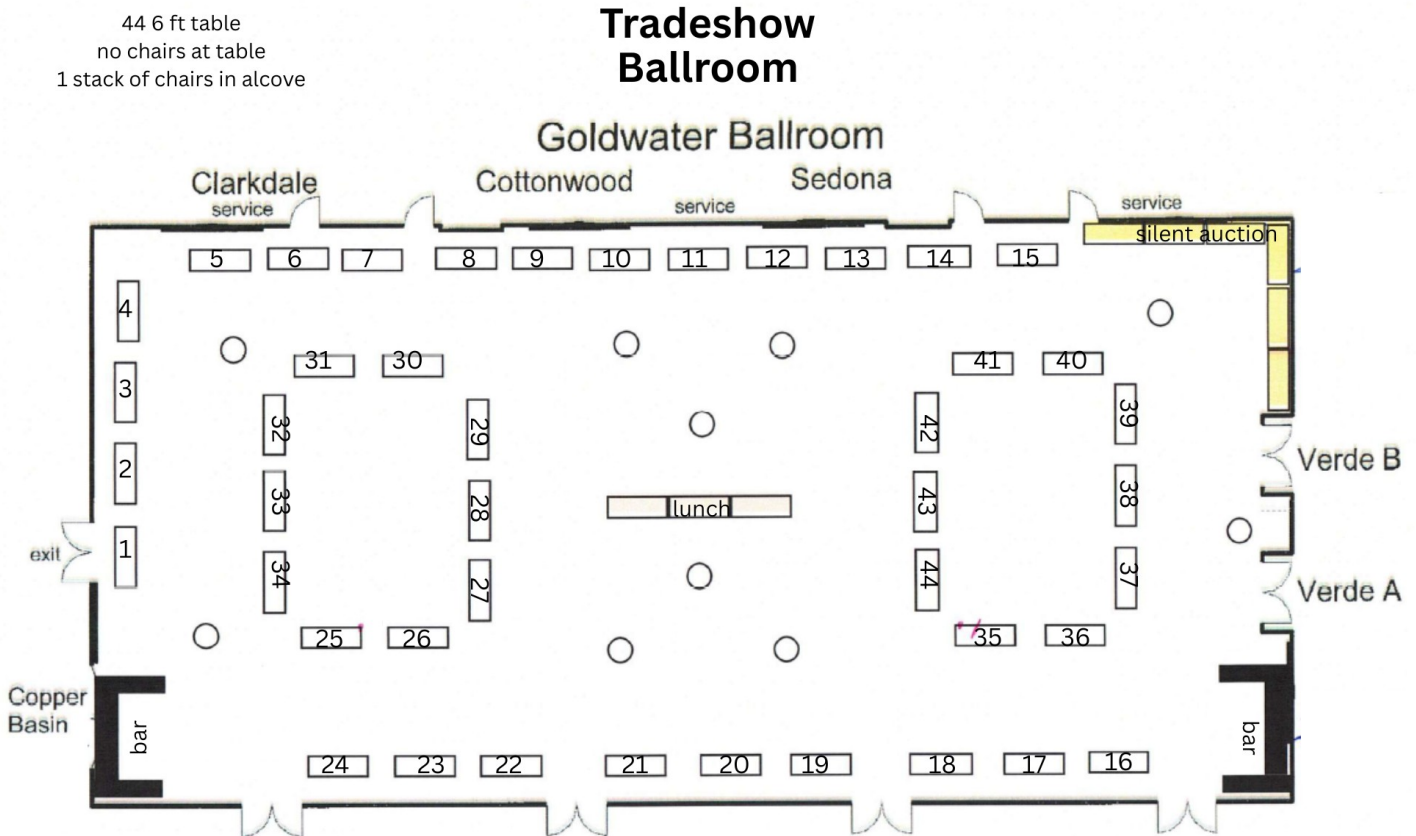 44 6 ft table
no chairs at table
1 stack of chairs in alcove
Tradeshow
Ballroom
Goldwater Ballroom
Clarkdale
Cottonwood
Sedona
service
service
service
silent auction
5 6 7 8 9 10 11 12 13 14 15
4
31 30 41 40
3
32 29 42 39
2
Verde B
33 28 lunch 43 38
1
exit
34 27 44 37
Verde A
25 26 35 36
Copper
Basin
bar
bar
24 23 22 21 20 19 18 17 16